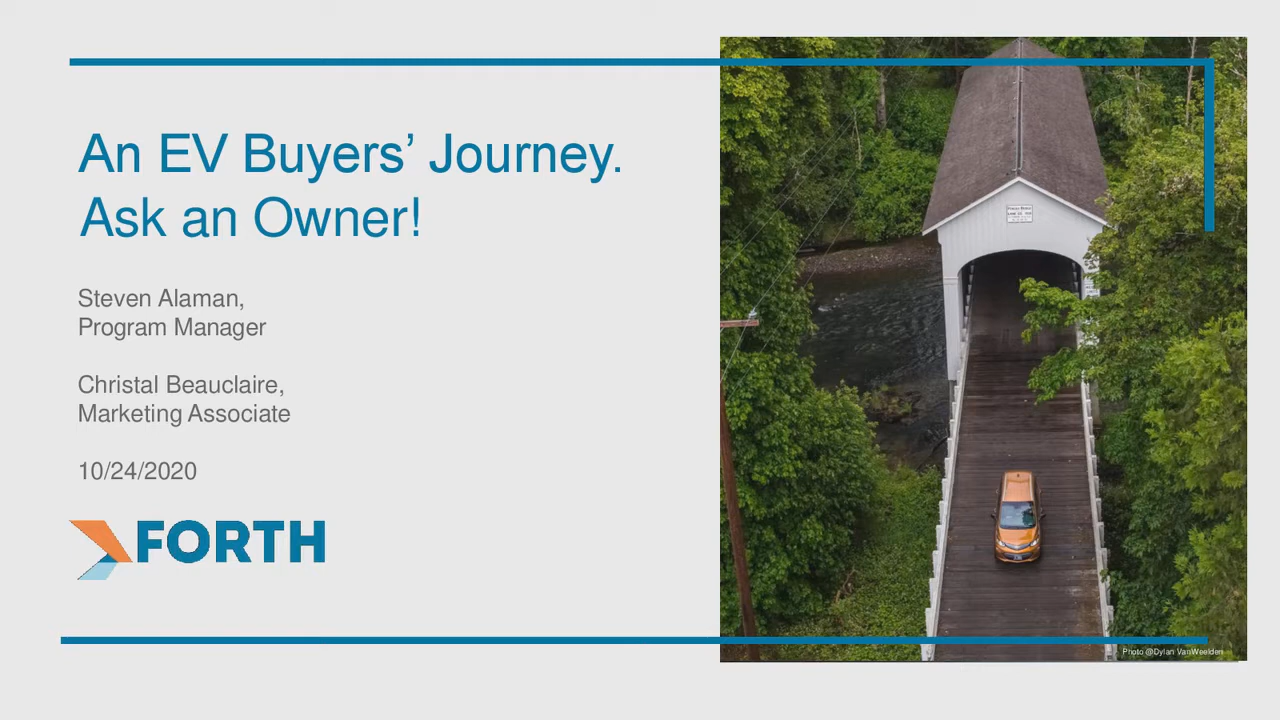 An EV Buyers’ Journey.
Ask an Owner!
Steven Alaman,
Program Manager
Christal Beauclaire,
Marketing Associate
10/24/2020
FORTH
Photo @Dylan VanWeelden